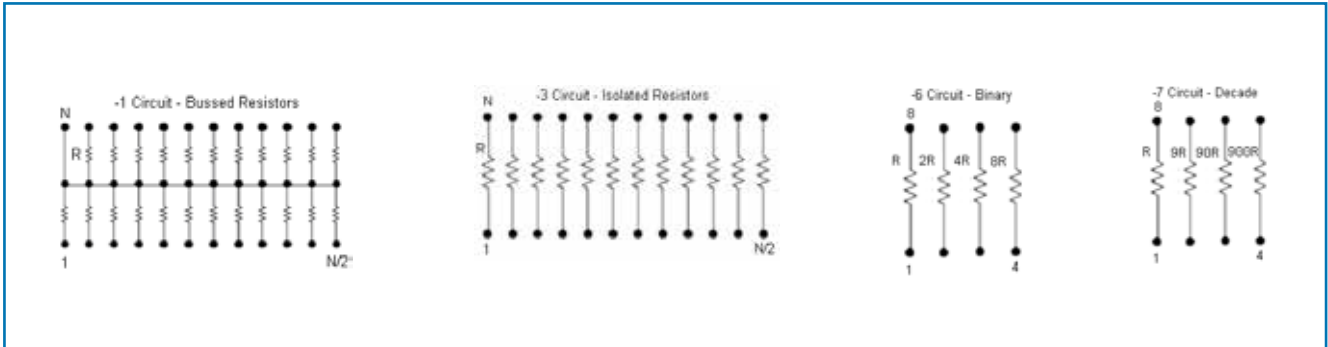 -1 Circuit - Bussed Resistors
N
R
1
N/2
-3 Circuit - Isolated Resistors
N
R
1
N/2
-6 Circuit - Binary
8
R 2R 4R 8R
1 4
-7 Circuit - Decade
8
R 9R 90R 900R
1 4